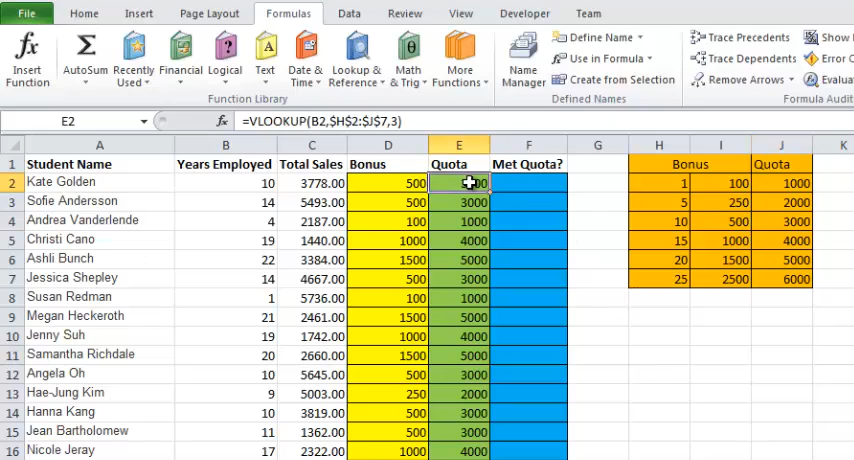 File Home Insert Page Layout Formulas Data Review View Developer Team
Insert Function
AutoSum
Recently Used
Financial
Logical
Text
Date & Time
Lookup & Reference
Math & Trig
More Functions
Function Library
Name Manager
Define Name
Use in Formula
Create from Selection
Defined Names
Trace Precedents
Trace Dependents
Remove Arrows
Show
Error C
Evalua
Formula Audit
E2 fx =VLOOKUP(B2,$H$2:$J$7,3)
A B C D E F G H I J K
1 Student Name Years Employed Total Sales Bonus Quota Met Quota? Bonus Quota
2 Kate Golden 10 3778.00 500 00 1 100 1000
3 Sofie Andersson 14 5493.00 500 3000 5 250 2000
4 Andrea Vanderlende 4 2187.00 100 1000 10 500 3000
5 Christi Cano 19 1440.00 1000 4000 15 1000 4000
6 Ashli Bunch 22 3384.00 1500 5000 20 1500 5000
7 Jessica Shepley 14 4667.00 500 3000 25 2500 6000
8 Susan Redman 1 5736.00 100 1000
9 Megan Heckeroth 21 2461.00 1500 5000
10 Jenny Suh 19 1742.00 1000 4000
11 Samantha Richdale 20 2660.00 1500 5000
12 Angela Oh 10 5645.00 500 3000
13 Hae-Jung Kim 9 5003.00 250 2000
14 Hanna Kang 10 3819.00 500 3000
15 Jean Bartholomew 11 1362.00 500 3000
16 Nicole Jeray 17 2322.00 1000 4000